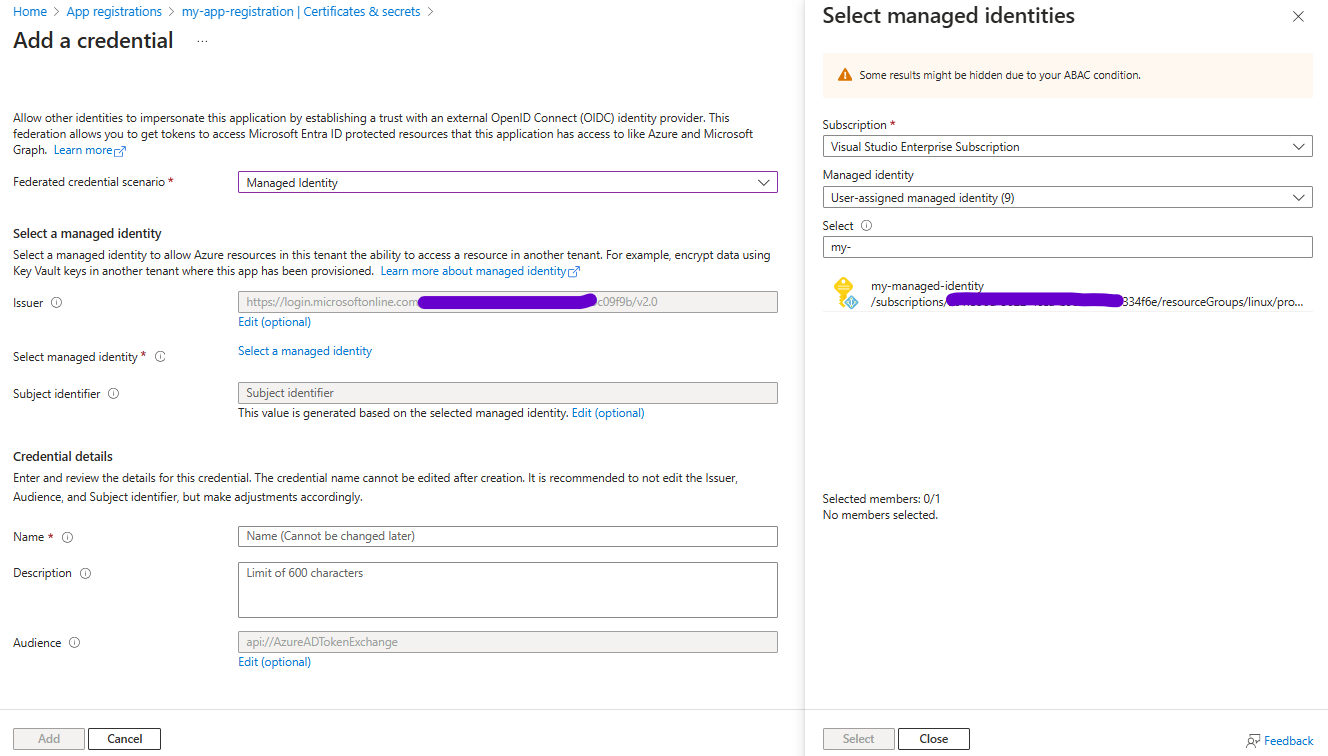 Home > App registrations > my-app-registration | Certificates & secrets >
Add a credential ...
Allow other identities to impersonate this application by establishing a trust with an external OpenID Connect (OIDC) identity provider. This
federation allows you to get tokens to access Microsoft Entra ID protected resources that this application has access to like Azure and Microsoft
Graph. Learn more
Federated credential scenario *
Managed Identity
Select a managed identity
Select a managed identity to allow Azure resources in this tenant the ability to access a resource in another tenant. For example, encrypt data using
Key Vault keys in another tenant where this app has been provisioned. Learn more about managed identity
Issuer
https://login.microsoftonline.com
c09f9b/v2.0
Edit (optional)
Select managed identity *
Select a managed identity
Subject identifier
Subject identifier
This value is generated based on the selected managed identity. Edit (optional)
Credential details
Enter and review the details for this credential. The credential name cannot be edited after creation. It is recommended to not edit the Issuer,
Audience, and Subject identifier, but make adjustments accordingly.
Name *
Name (Cannot be changed later)
Description
Limit of 600 characters
Audience
api://AzureADTokenExchange
Edit (optional)
Add
Cancel
Select managed identities
Some results might be hidden due to your ABAC condition.
Subscription *
Visual Studio Enterprise Subscription
Managed identity
User-assigned managed identity (9)
Select
my-
my-managed-identity
/subscriptions/
334f6e/resourceGroups/linux/pro...
Selected members: 0/1
No members selected.
Select
Close
Feedback